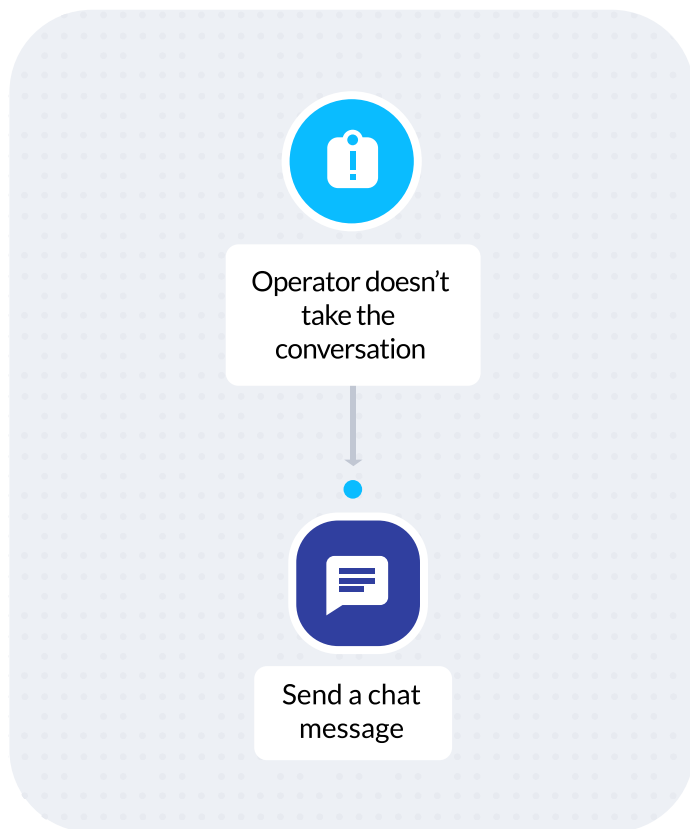 Operator doesn’t
take the
conversation
Send a chat
message